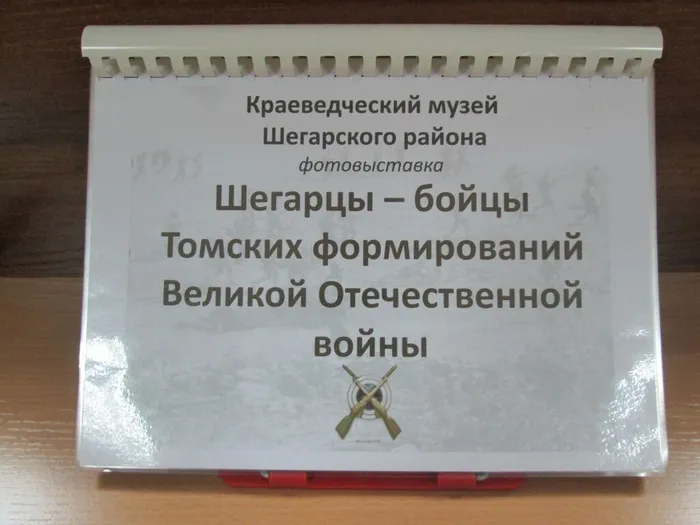 Краеведческий музей
Шегарского района
фотовыставка
Шегарцы – бойцы
Томских формирований
Великой Отечественной
войны